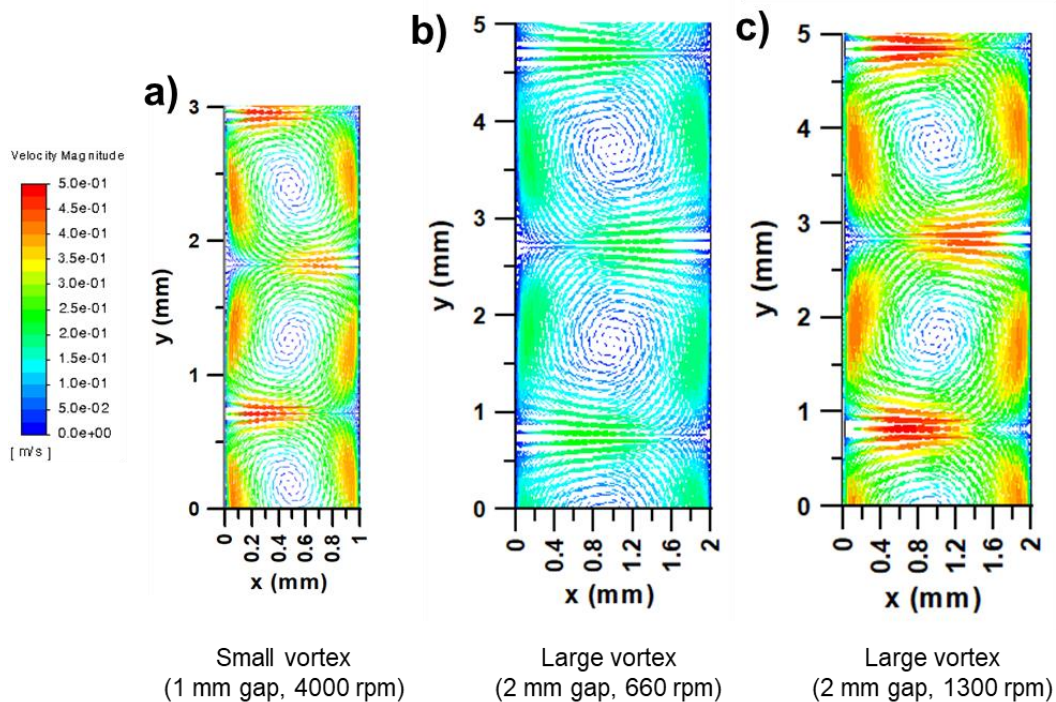 a)
b)
c)
Velocity Magnitude
5.0e-01
4.5e-01
4.0e-01
3.5e-01
3.0e-01
2.5e-01
2.0e-01
1.5e-01
1.0e-01
5.0e-02
0.0e+00
[ m/s ]
3
2
1
0
y (mm)
0
0.2
0.4
0.6
0.8
1
x (mm)
5
4
3
2
1
0
y (mm)
0
0.4
0.8
1.2
1.6
2
x (mm)
5
4
3
2
1
0
y (mm)
0
0.4
0.8
1.2
1.6
2
x (mm)
Small vortex
(1 mm gap, 4000 rpm)
Large vortex
(2 mm gap, 660 rpm)
Large vortex
(2 mm gap, 1300 rpm)